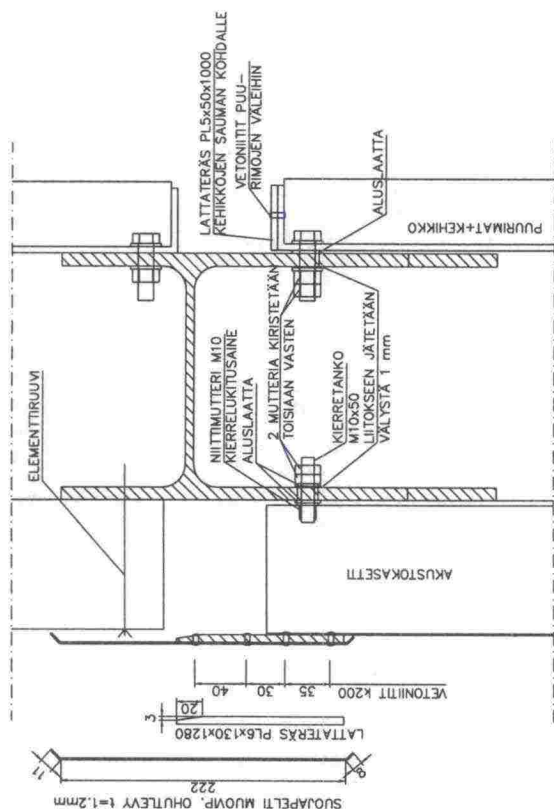 ELEMENTTIRUUVI
LATTATERÄS PL5x50x1000
KEHIKKOJEN SAUMAN KOHDALLE
VETONIITIT PUU-
RIMOJEN VÄLEIHIN
ALUSLAATTA
PUURIMAT+KEHIKKO
NIITTIMUTTERI M10
KIERRELUKITUSAINE
ALUSLAATTA
2 MUTTERIA KIRISTETÄÄN
TOISIAAN VASTEN
KIERRETANKO
M10x50
LIITOKSEEN JÄTETÄÄN
VÄLYSTÄ 1 mm
AKUSTOKASETTI
40
30
35
VETONIITIT k200
3
20
LATTATERÄS PL6x130x1280
11
222
8
SUOJAPELTI MUOVIP. OHUTLEVY t=1.2mm